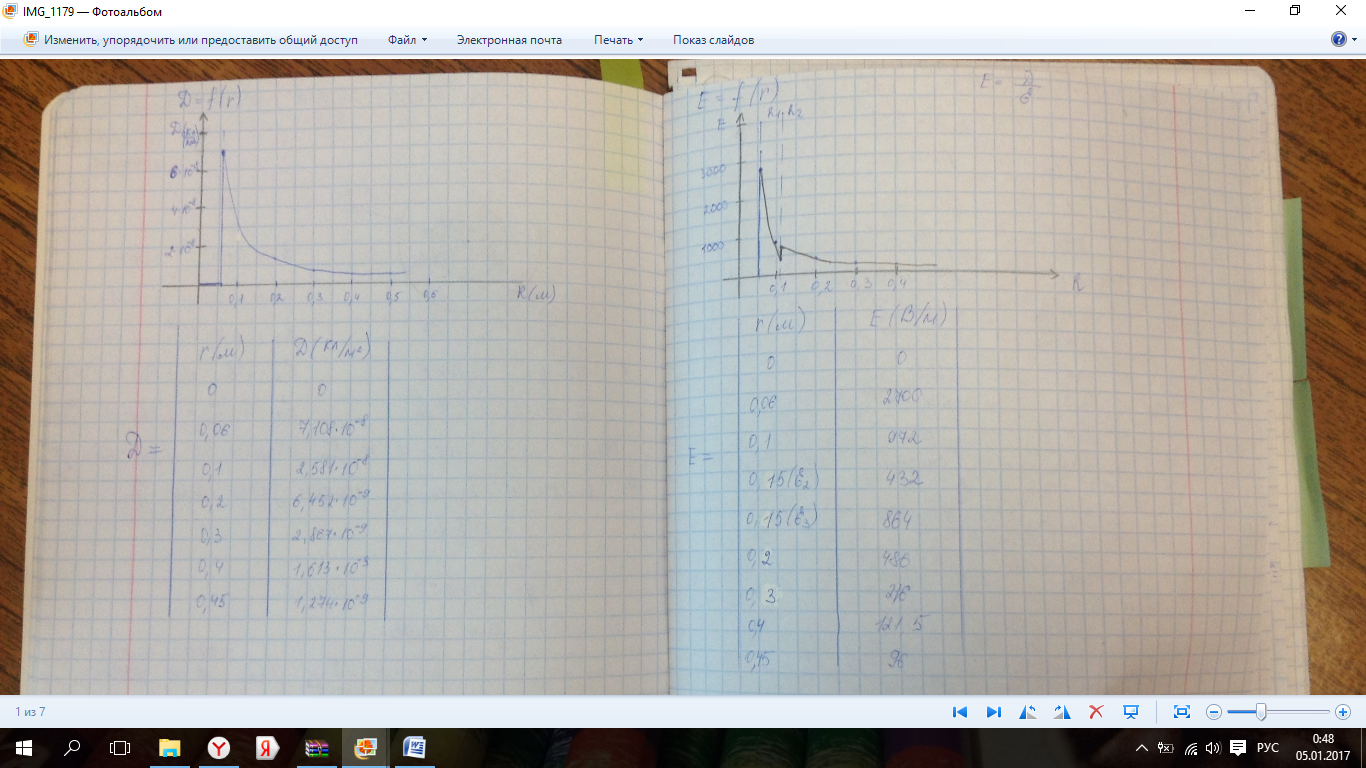 IMG_1179 — Фотоальбом
Изменить, упорядочить или предоставить общий доступ Файл Электронная почта Печать Показ слайдов
D = f(r)
6·10⁻⁸
4·10⁻⁸
2·10⁻⁸
0,1 0,2 0,3 0,4 0,5 0,6
R(м)
D =
r(м) D(Кл/м²)
0 0
0,06 7,108·10⁻⁸
0,1 2,581·10⁻⁸
0,2 6,452·10⁻⁹
0,3 2,867·10⁻⁹
0,4 1,613·10⁻⁹
0,45 1,274·10⁻⁹
E = f(r)
E =
E
3000
2000
1000
0,1 0,2 0,3 0,4
R
E =
r(м) E(В/м)
0 0
0,06 2700
0,1 972
0,15(ε₂) 432
0,15(ε₃) 864
0,2 486
0,3 216
0,4 121,5
0,45 96
1 из 7
РУС
0:48
05.01.2017